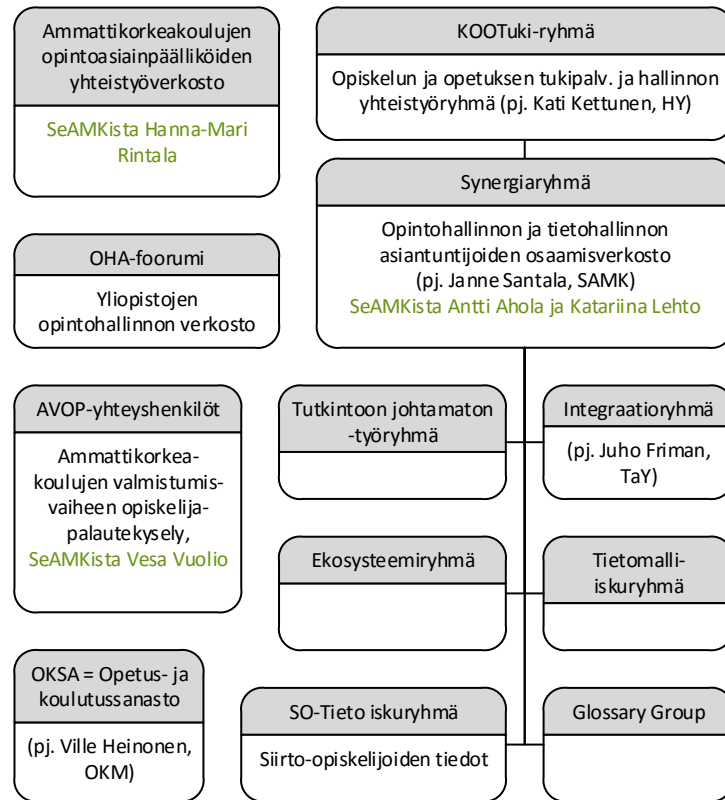 Ammattikorkeakoulujen
opintoasiainpäälliköiden
yhteistyöverkosto
SeAMKista Hanna-Mari
Rintala
KOOTuki-ryhmä
Opiskelun ja opetuksen tukipalv. ja hallinnon
yhteistyöryhmä (pj. Kati Kettunen, HY)
Synergiaryhmä
Opintohallinnon ja tietohallinnon
asiantuntijoiden osaamisverkosto
(pj. Janne Santala, SAMK)
SeAMKista Antti Ahola ja Katariina Lehto
OHA-foorumi
Yliopistojen
opintohallinnon verkosto
AVOP-yhteyshenkilöt
Ammattikorkea-
koulujen valmistumis-
vaiheen opiskelija-
palautekysely,
SeAMKista Vesa Vuolio
Tutkintoon johtamaton
-työryhmä
Integraatioryhmä
(pj. Juho Friman,
TaY)
Ekosysteemiryhmä
Tietomalli-
iskuryhmä
OKSA = Opetus- ja
koulutussanasto
(pj. Ville Heinonen,
OKM)
SO-Tieto iskuryhmä
Siirto-opiskelijoiden tiedot
Glossary Group